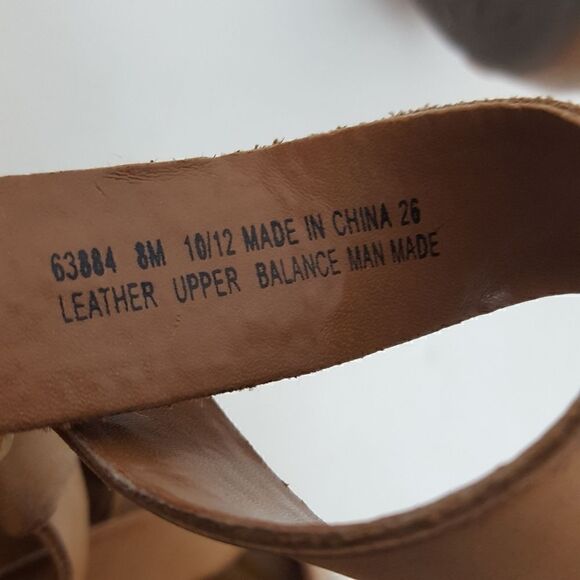 63884 8M 10/12 MADE IN CHINA 26
LEATHER UPPER BALANCE MAN MADE